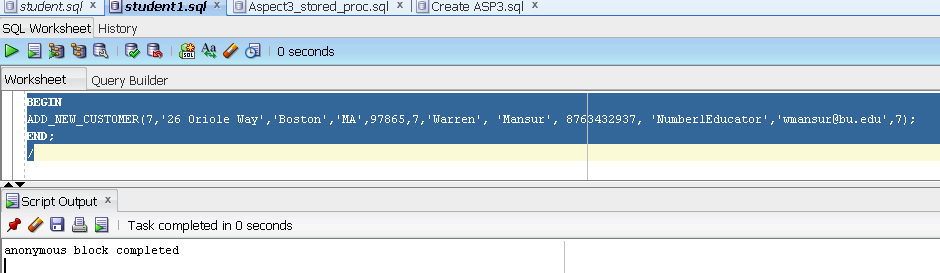 student.sql student1.sql Aspect3_stored_proc.sql Create ASP3.sql
SQL Worksheet History
0 seconds
Worksheet Query Builder
BEGIN
ADD_NEW_CUSTOMER(7,'26 Oriole Way','Boston','MA',97865,7,'Warren', 'Mansur', 8763432937, 'Number1Educator','wmansur@bu.edu',7);
END;
/
Script Output
Task completed in 0 seconds
anonymous block completed